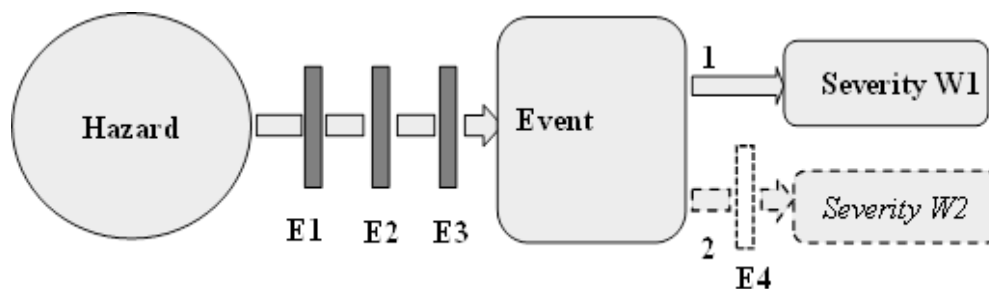 Hazard
E1
E2
E3
Event
1
Severity W1
2
E4
Severity W2